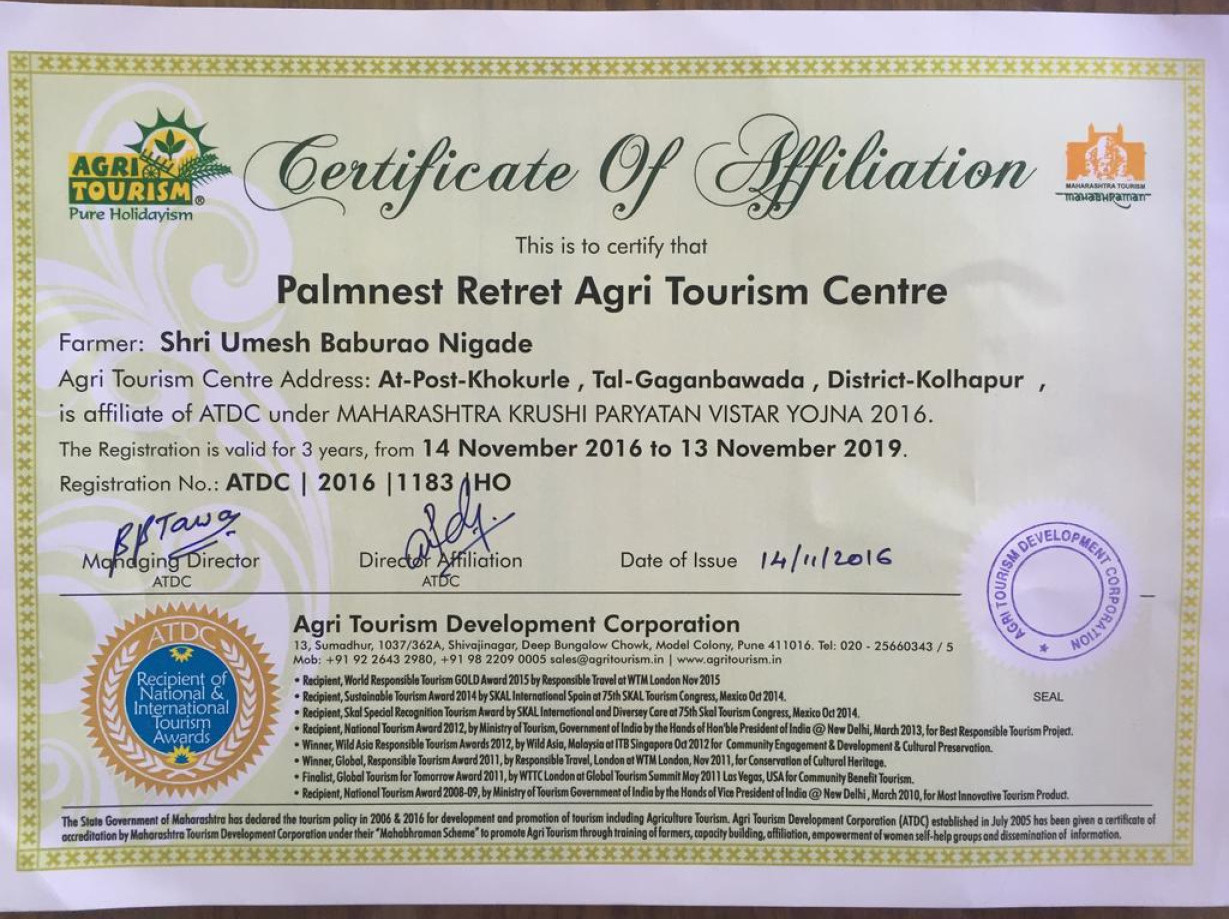 AGRI
TOURISM®
Pure Holidayism
Certificate Of Affiliation
MAHARASHTRA TOURISM
mahabhraman
This is to certify that
Palmnest Retret Agri Tourism Centre
Farmer: Shri Umesh Baburao Nigade
Agri Tourism Centre Address: At-Post-Khokurle , Tal-Gaganbawada , District-Kolhapur ,
is affiliate of ATDC under MAHARASHTRA KRUSHI PARYATAN VISTAR YOJNA 2016.
The Registration is valid for 3 years, from 14 November 2016 to 13 November 2019.
Registration No.: ATDC | 2016 |1183 |HO
Managing Director
ATDC
Director Affiliation
ATDC
Date of Issue 14/11/2016
AGRI TOURISM DEVELOPMENT CORPORATION
SEAL
ATDC
Recipient of
National &
International
Tourism
Awards
Agri Tourism Development Corporation
13, Sumadhur, 1037/362A, Shivajinagar, Deep Bungalow Chowk, Model Colony, Pune 411016. Tel: 020 - 25660343 / 5
Mob: +91 92 2643 2980, +91 98 2209 0005 sales@agritourism.in | www.agritourism.in
• Recipient, World Responsible Tourism GOLD Award 2015 by Responsible Travel at WTM London Nov 2015
• Recipient, Sustainable Tourism Award 2014 by SKAL International Spain at 75th SKAL Tourism Congress, Mexico Oct 2014.
• Recipient, Skal Special Recognition Tourism Award by SKAL International and Diversey Care at 75th Skal Tourism Congress, Mexico Oct 2014.
• Recipient, National Tourism Award 2012, by Ministry of Tourism, Government of India by the Hands of Hon'ble President of India @ New Delhi, March 2013, for Best Responsible Tourism Project.
• Winner, Wild Asia Responsible Tourism Awards 2012, by Wild Asia, Malaysia at ITB Singapore Oct 2012 for Community Engagement & Development & Cultural Preservation.
• Winner, Global, Responsible Tourism Award 2011, by Responsible Travel, London at WTM London, Nov 2011, for Conservation of Cultural Heritage.
• Finalist, Global Tourism for Tomorrow Award 2011, by WTTC London at Global Tourism Summit May 2011 Las Vegas, USA for Community Benefit Tourism.
• Recipient, National Tourism Award 2008-09, by Ministry of Tourism Government of India by the Hands of Vice President of India @ New Delhi , March 2010, for Most Innovative Tourism Product.
The State Government of Maharashtra has declared the tourism policy in 2006 & 2016 for development and promotion of tourism including Agriculture Tourism. Agri Tourism Development Corporation (ATDC) established in July 2005 has been given a certificate of
accreditation by Maharashtra Tourism Development Corporation under their "Mahabhraman Scheme" to promote Agri Tourism through training of farmers, capacity building, affiliation, empowerment of women self-help groups and dissemination of information.